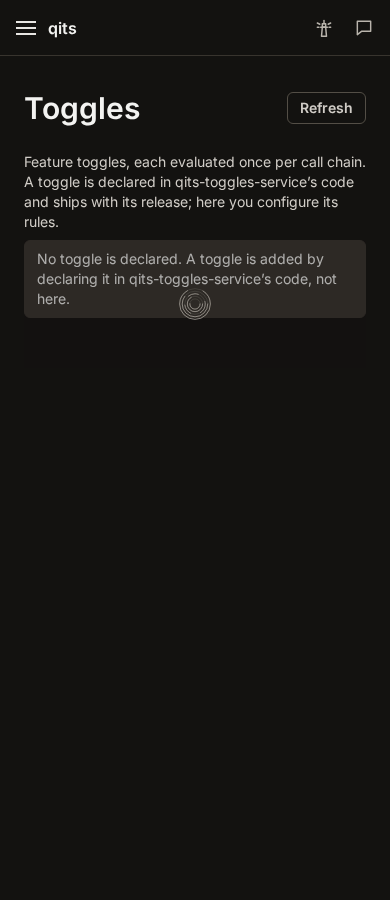 qits
Toggles
Refresh
Feature toggles, each evaluated once per call chain.
A toggle is declared in qits-toggles-service’s code
and ships with its release; here you configure its
rules.
No toggle is declared. A toggle is added by
declaring it in qits-toggles-service’s code, not
here.